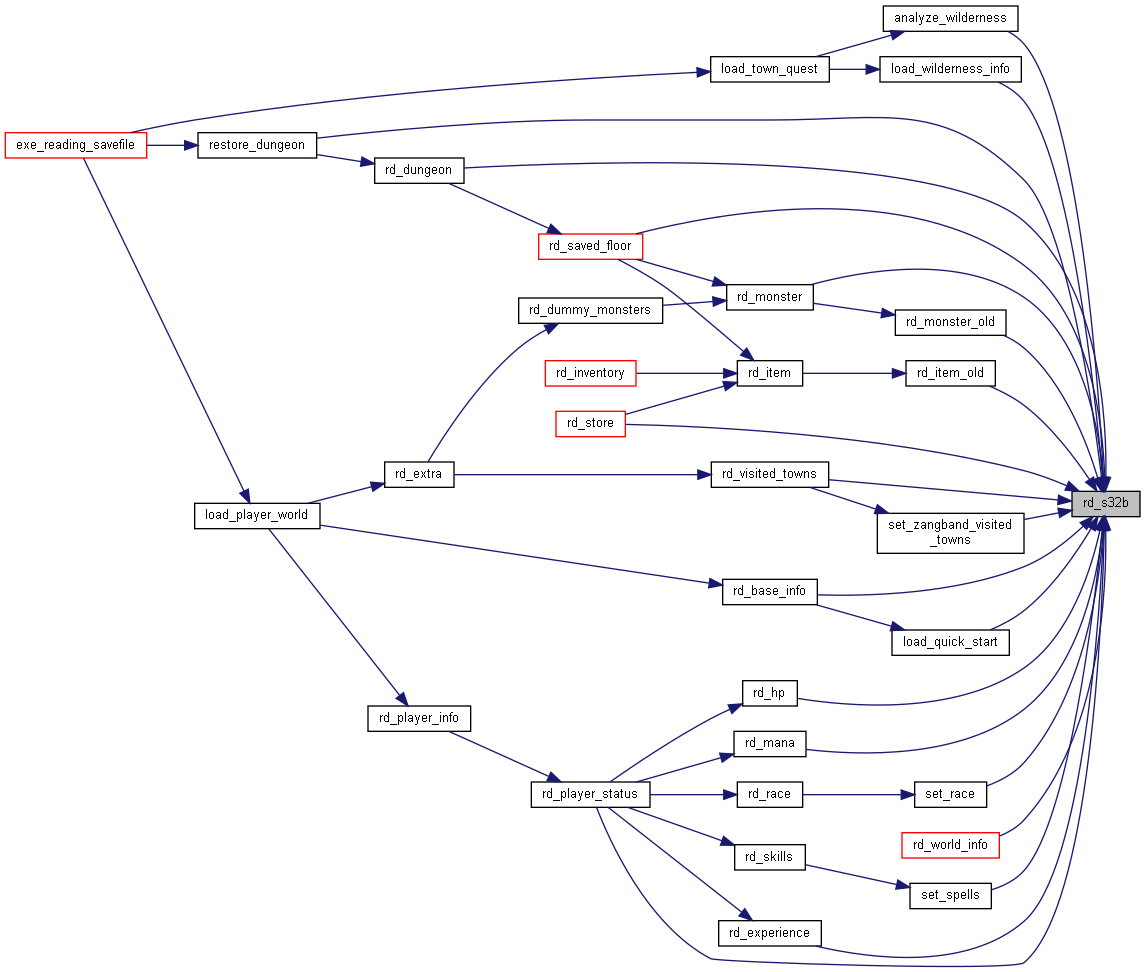 analyze_wilderness
load_town_quest
load_wilderness_info
exe_reading_savefile
restore_dungeon
rd_dungeon
rd_saved_floor
rd_monster
rd_dummy_monsters
rd_monster_old
rd_inventory
rd_item
rd_item_old
rd_store
rd_extra
rd_visited_towns
rd_s32b
load_player_world
set_zangband_visited
_towns
rd_base_info
load_quick_start
rd_hp
rd_player_info
rd_mana
rd_player_status
rd_race
set_race
rd_world_info
rd_skills
set_spells
rd_experience